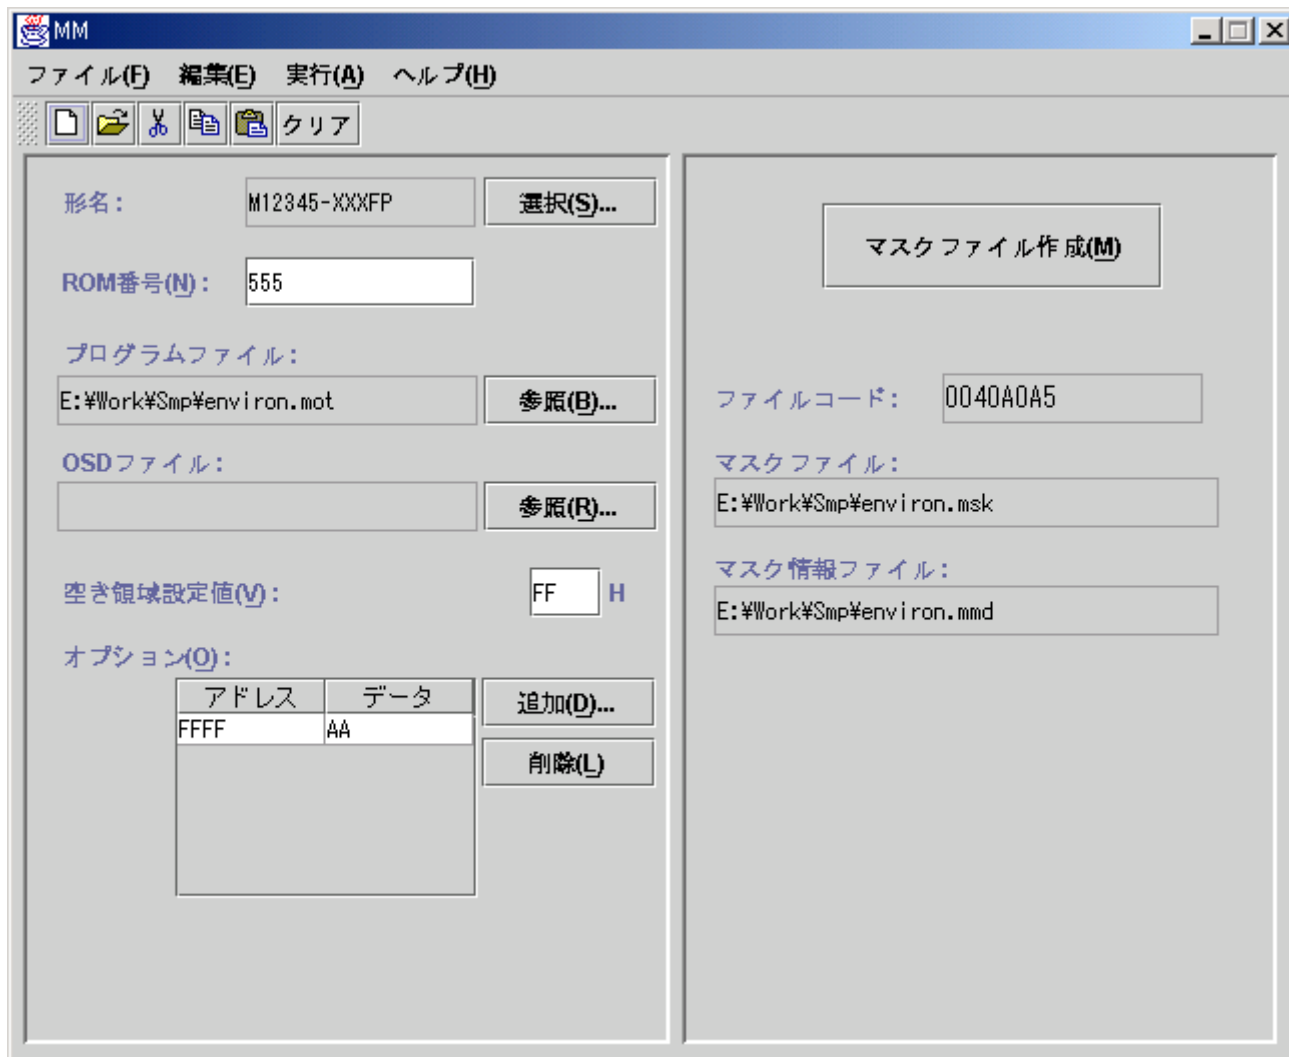 MM
ファイル(F) 編集(E) 実行(A) ヘルプ(H)
クリア
形名: M12345-XXXFP 選択(S)...
ROM番号(N): 555
プログラムファイル:
E:¥Work¥Smp¥environ.mot 参照(B)...
OSDファイル:
参照(R)...
空き領域設定値(V): FF H
オプション(O):
アドレス データ
FFFF AA
追加(D)...
削除(L)
マスクファイル作成(M)
ファイルコード: 0040A0A5
マスクファイル:
E:¥Work¥Smp¥environ.msk
マスク情報ファイル:
E:¥Work¥Smp¥environ.mmd